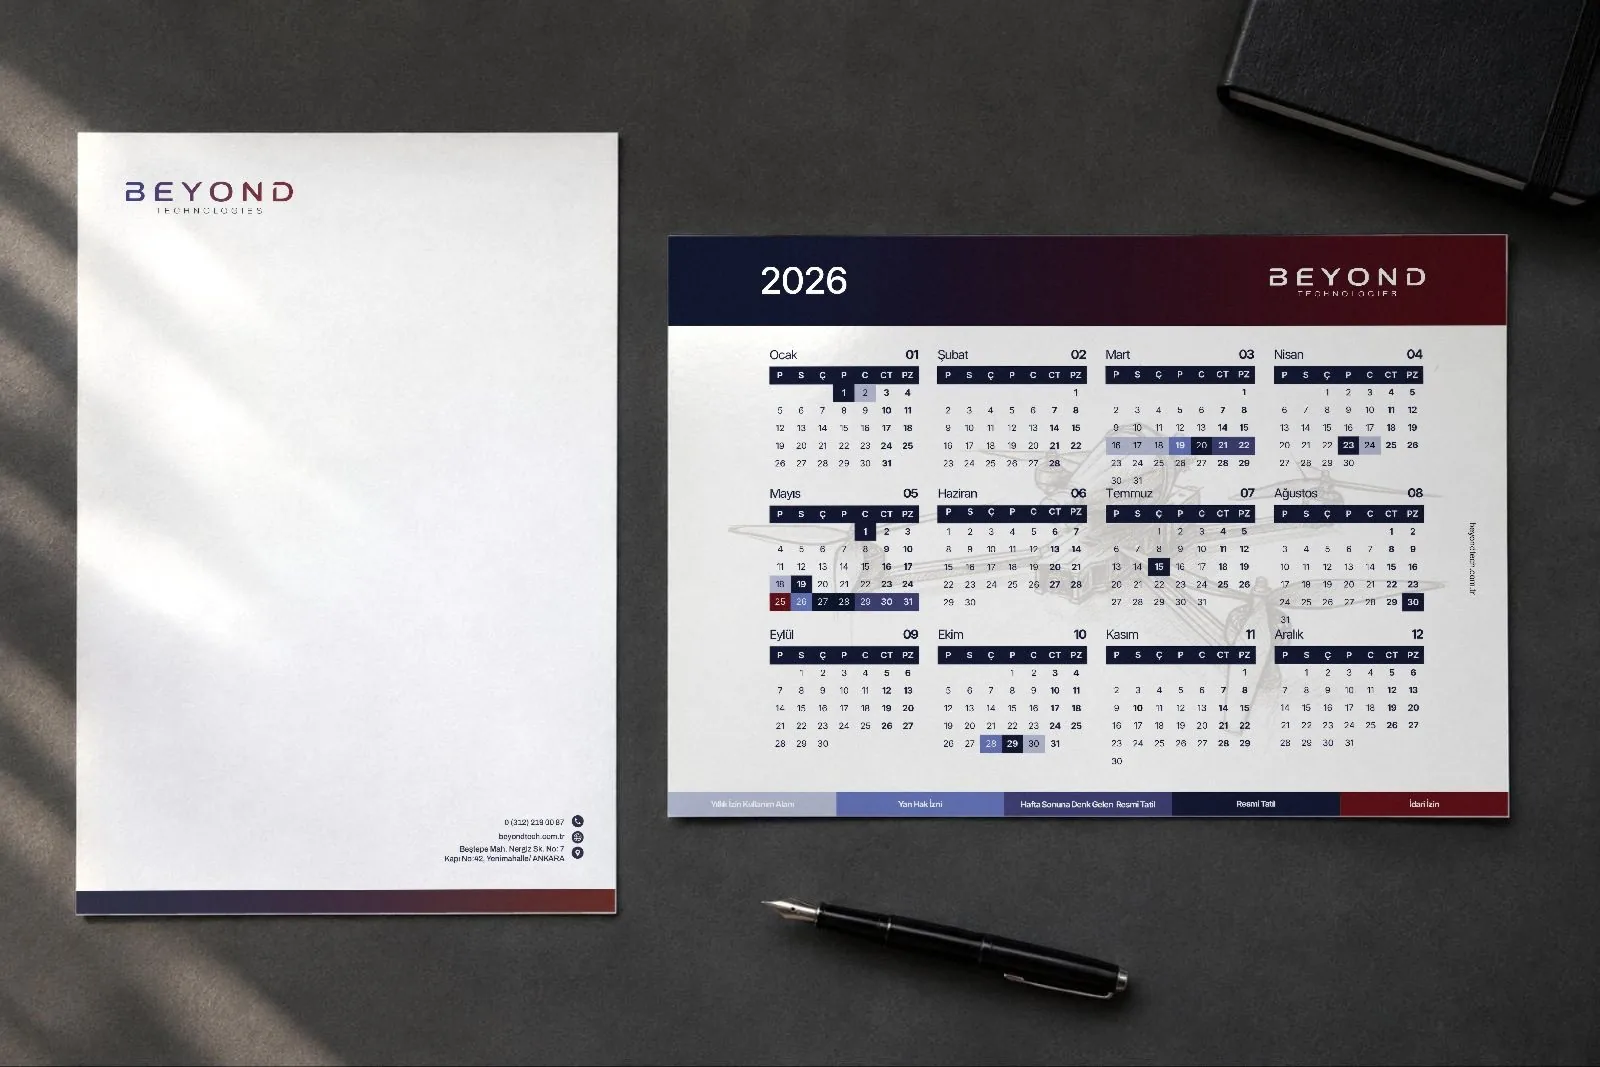 BEYOND
TECHNOLOGIES
0 (312) 219 00 87
beyondtech.com.tr
Beştepe Mah. Nergiz Sk. No: 7
Kapı No:42, Yenimahalle/ ANKARA
2026
BEYOND
TECHNOLOGIES
Ocak 01
P S Ç P C CT PZ
1 2 3 4
5 6 7 8 9 10 11
12 13 14 15 16 17 18
19 20 21 22 23 24 25
26 27 28 29 30 31
Şubat 02
P S Ç P C CT PZ
1
2 3 4 5 6 7 8
9 10 11 12 13 14 15
16 17 18 19 20 21 22
23 24 25 26 27 28
Mart 03
P S Ç P C CT PZ
1
2 3 4 5 6 7 8
9 10 11 12 13 14 15
16 17 18 19 20 21 22
23 24 25 26 27 28 29
30 31
Nisan 04
P S Ç P C CT PZ
1 2 3 4 5
6 7 8 9 10 11 12
13 14 15 16 17 18 19
20 21 22 23 24 25 26
27 28 29 30
Mayıs 05
P S Ç P C CT PZ
1 2 3
4 5 6 7 8 9 10
11 12 13 14 15 16 17
18 19 20 21 22 23 24
25 26 27 28 29 30 31
Haziran 06
P S Ç P C CT PZ
1 2 3 4 5 6 7
8 9 10 11 12 13 14
15 16 17 18 19 20 21
22 23 24 25 26 27 28
29 30
Temmuz 07
P S Ç P C CT PZ
1 2 3 4 5
6 7 8 9 10 11 12
13 14 15 16 17 18 19
20 21 22 23 24 25 26
27 28 29 30 31
Ağustos 08
P S Ç P C CT PZ
1 2
3 4 5 6 7 8 9
10 11 12 13 14 15 16
17 18 19 20 21 22 23
24 25 26 27 28 29 30
31
Eylül 09
P S Ç P C CT PZ
1 2 3 4 5 6
7 8 9 10 11 12 13
14 15 16 17 18 19 20
21 22 23 24 25 26 27
28 29 30
Ekim 10
P S Ç P C CT PZ
1 2 3 4
5 6 7 8 9 10 11
12 13 14 15 16 17 18
19 20 21 22 23 24 25
26 27 28 29 30 31
Kasım 11
P S Ç P C CT PZ
1
2 3 4 5 6 7 8
9 10 11 12 13 14 15
16 17 18 19 20 21 22
23 24 25 26 27 28 29
30
Aralık 12
P S Ç P C CT PZ
1 2 3 4 5 6
7 8 9 10 11 12 13
14 15 16 17 18 19 20
21 22 23 24 25 26 27
28 29 30 31
beyondtech.com.tr
Yıllık İzin Kullanım Alanı
Yan Hak İzni
Hafta Sonuna Denk Gelen Resmi Tatil
Resmi Tatil
İdari İzin